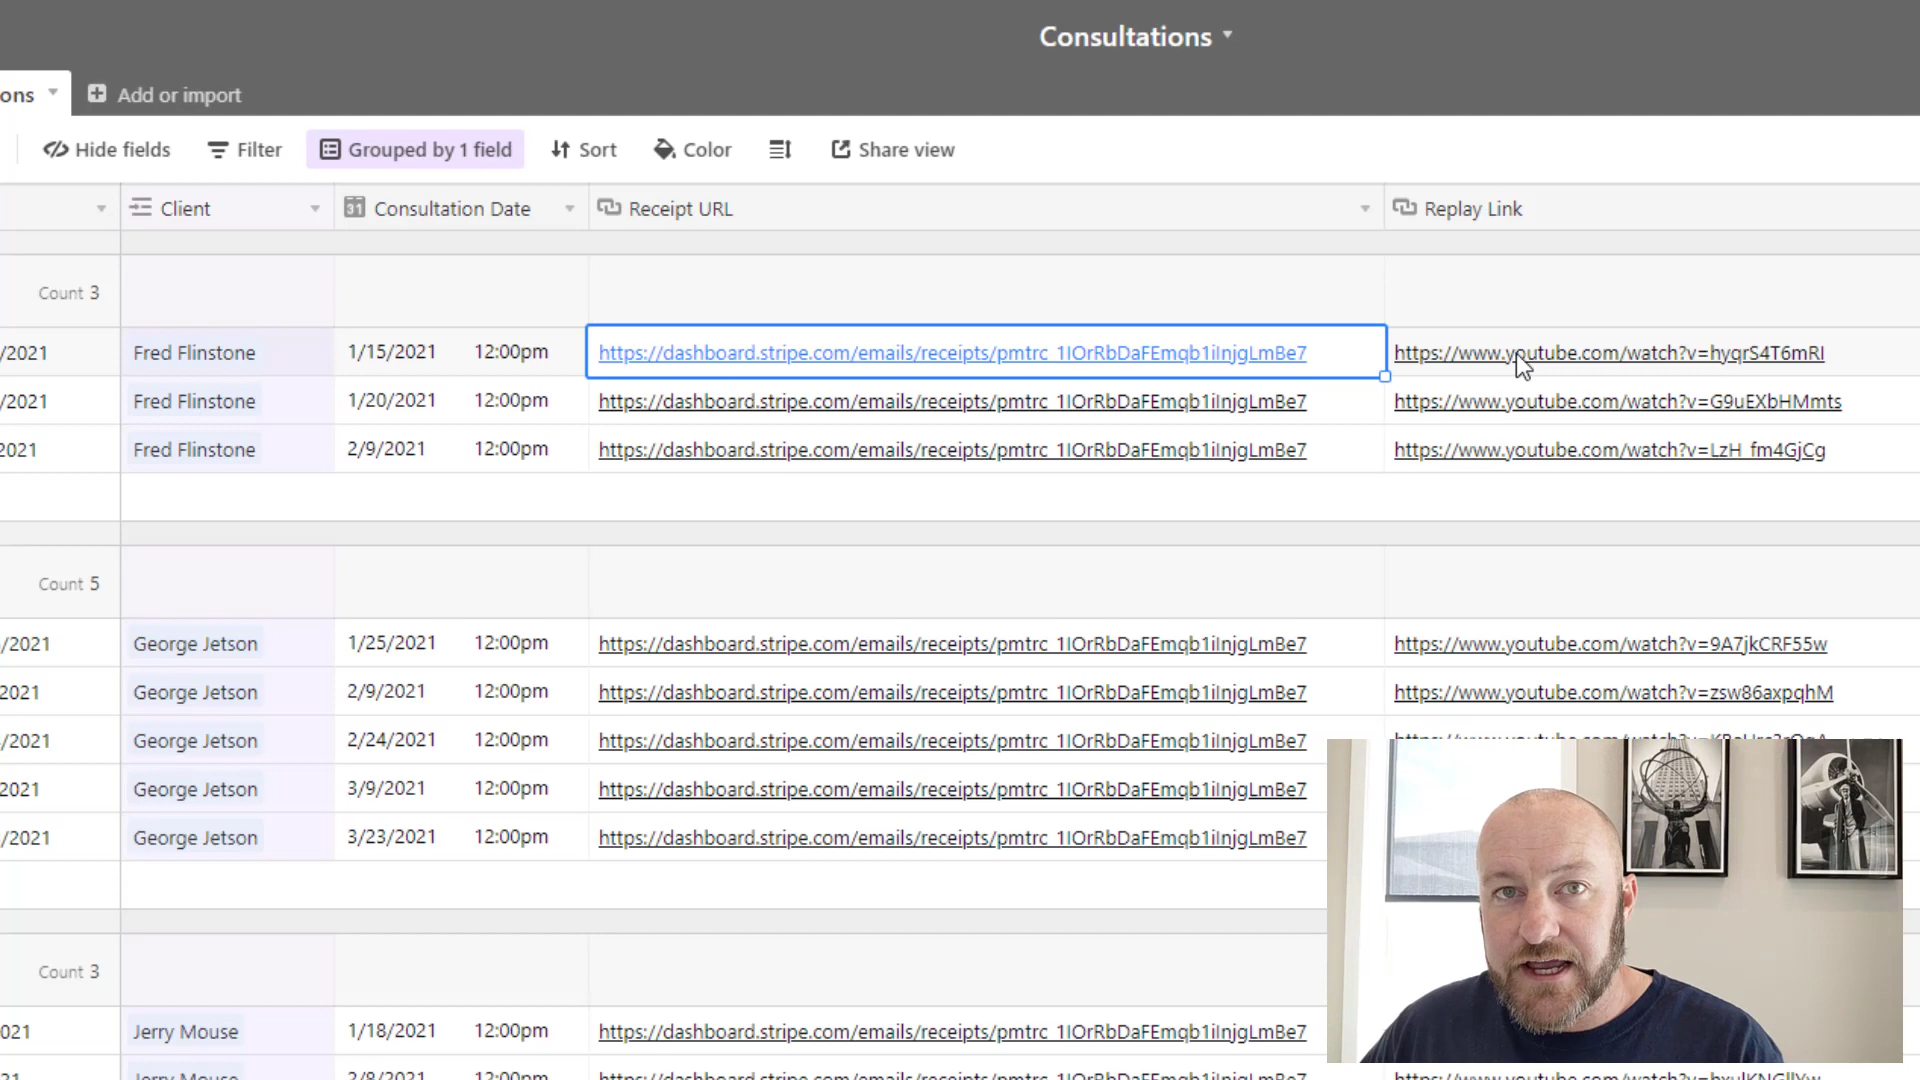 Consultations
ons
Add or import
Hide fields
Filter
Grouped by 1 field
Sort
Color
Share view
Client
31
Consultation Date
Receipt URL
Replay Link
Count 3
/2021 Fred Flinstone 1/15/2021 12:00pm https://dashboard.stripe.com/emails/receipts/pmtrc_1IOrRbDaFEmqb1iInjgLmBe7 https://www.youtube.com/watch?v=hyqrS4T6mRI
/2021 Fred Flinstone 1/20/2021 12:00pm https://dashboard.stripe.com/emails/receipts/pmtrc_1IOrRbDaFEmqb1iInjgLmBe7 https://www.youtube.com/watch?v=G9uEXbHMmts
2021 Fred Flinstone 2/9/2021 12:00pm https://dashboard.stripe.com/emails/receipts/pmtrc_1IOrRbDaFEmqb1iInjgLmBe7 https://www.youtube.com/watch?v=LzH_fm4GjCg
Count 5
/2021 George Jetson 1/25/2021 12:00pm https://dashboard.stripe.com/emails/receipts/pmtrc_1IOrRbDaFEmqb1iInjgLmBe7 https://www.youtube.com/watch?v=9A7jkCRF55w
2021 George Jetson 2/9/2021 12:00pm https://dashboard.stripe.com/emails/receipts/pmtrc_1IOrRbDaFEmqb1iInjgLmBe7 https://www.youtube.com/watch?v=zsw86axpqhM
/2021 George Jetson 2/24/2021 12:00pm https://dashboard.stripe.com/emails/receipts/pmtrc_1IOrRbDaFEmqb1iInjgLmBe7
2021 George Jetson 3/9/2021 12:00pm https://dashboard.stripe.com/emails/receipts/pmtrc_1IOrRbDaFEmqb1iInjgLmBe7
/2021 George Jetson 3/23/2021 12:00pm https://dashboard.stripe.com/emails/receipts/pmtrc_1IOrRbDaFEmqb1iInjgLmBe7
Count 3
021 Jerry Mouse 1/18/2021 12:00pm https://dashboard.stripe.com/emails/receipts/pmtrc_1IOrRbDaFEmqb1iInjgLmBe7
Jerry Mouse 2/8/2021 12:00pm